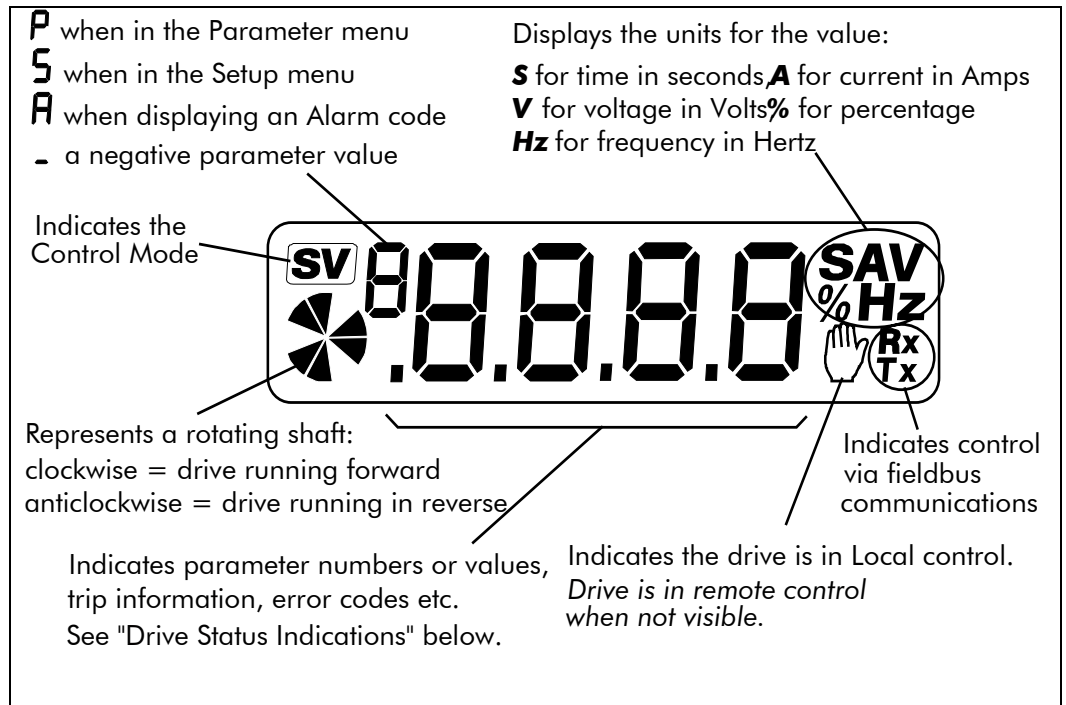 P when in the Parameter menu
S when in the Setup menu
A when displaying an Alarm code
- a negative parameter value
Displays the units for the value:
S for time in seconds,A for current in Amps
V for voltage in Volts% for percentage
Hz for frequency in Hertz
Indicates the
Control Mode
SV
8.8.8.8.8
SAV
%Hz
Rx
Tx
Represents a rotating shaft:
clockwise = drive running forward
anticlockwise = drive running in reverse
Indicates control
via fieldbus
communications
Indicates parameter numbers or values,
trip information, error codes etc.
See "Drive Status Indications" below.
Indicates the drive is in Local control.
Drive is in remote control
when not visible.